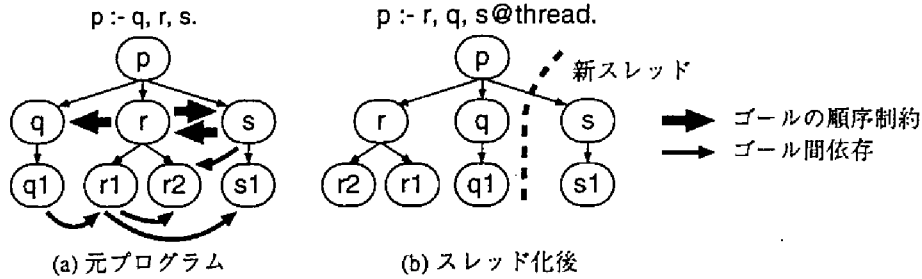 p :- q, r, s.
p
q
r
s
q1
r1
r2
s1
(a) 元プログラム
p :- r, q, s@thread.
p
新スレッド
r
q
s
r2
r1
q1
s1
(b) スレッド化後
ゴールの順序制約
ゴール間依存